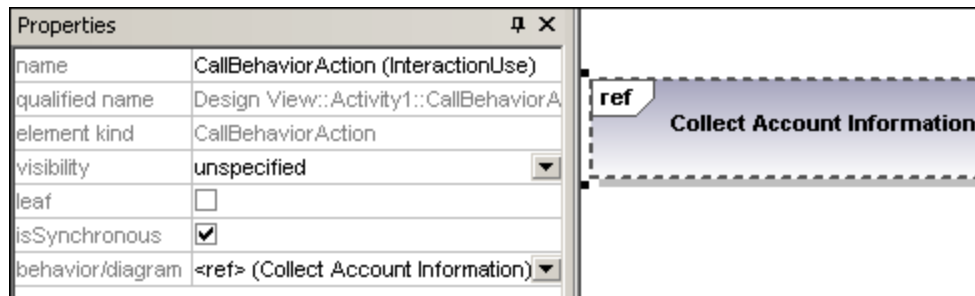 Properties
name CallBehaviorAction (InteractionUse)
qualified name Design View::Activity1::CallBehaviorA
element kind CallBehaviorAction
visibility unspecified
leaf
isSynchronous
behavior/diagram <ref> (Collect Account Information)
ref
Collect Account Information